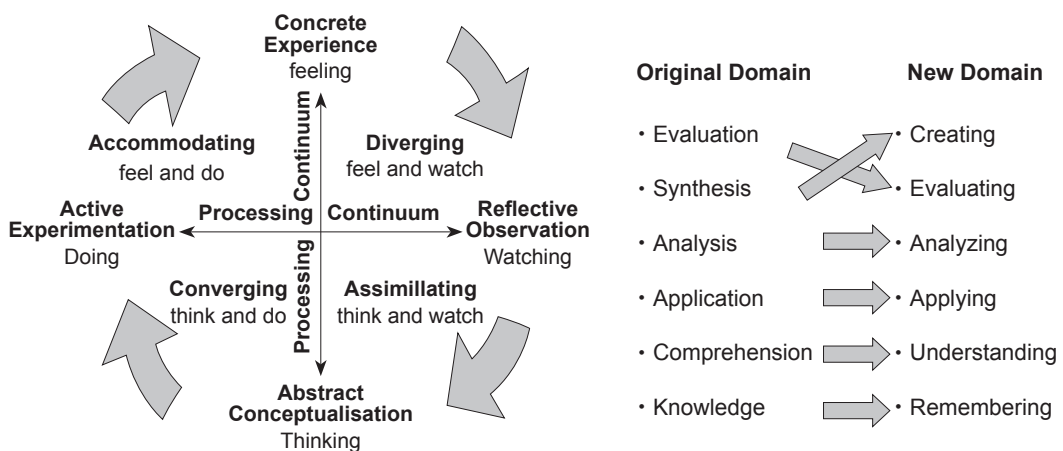 Concrete
Experience
feeling
Accommodating
feel and do
Diverging
feel and watch
Active
Experimentation
Doing
Processing Continuum
Processing Continuum
Reflective
Observation
Watching
Converging
think and do
Assimillating
think and watch
Abstract
Conceptualisation
Thinking
Original Domain New Domain
· Evaluation · Creating
· Synthesis · Evaluating
· Analysis · Analyzing
· Application · Applying
· Comprehension · Understanding
· Knowledge · Remembering